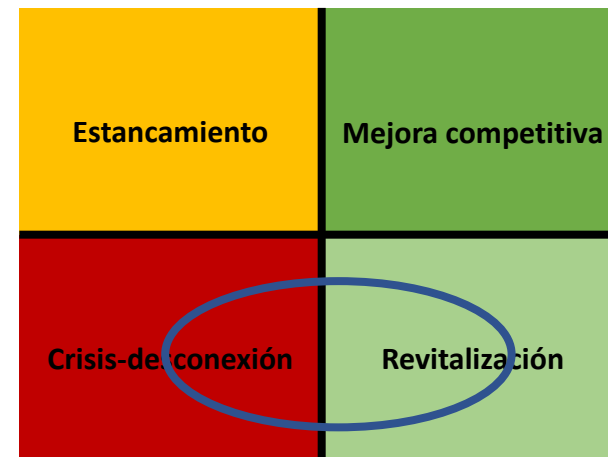 Estancamiento
Mejora competitiva
Crisis-desconexión
Revitalización